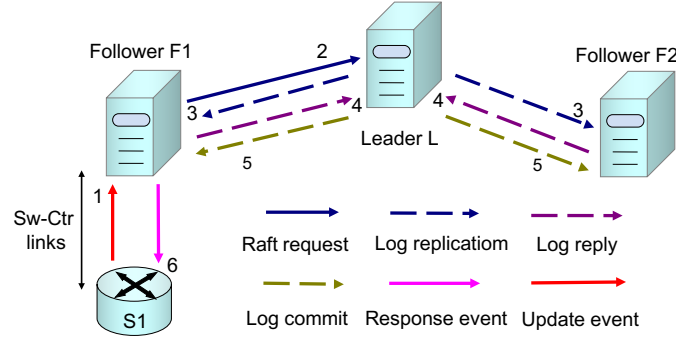 Follower F1
2
Follower F2
3
4
4
3
Leader L
5
5
1
Sw-Ctr
links
6
S1
Raft request
Log replicatiom
Log reply
Log commit
Response event
Update event